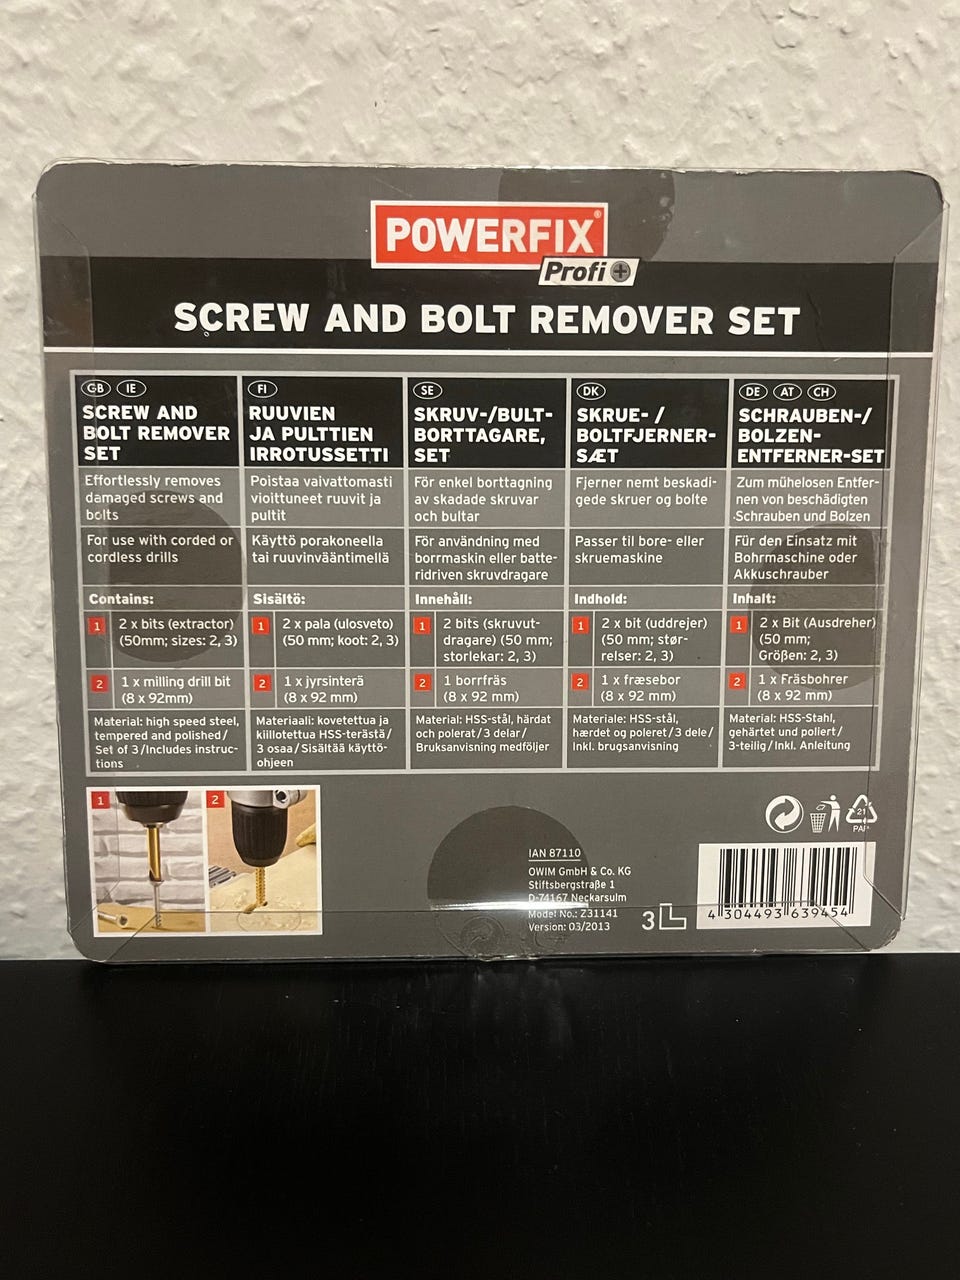 POWERFIX®
Profi+
SCREW AND BOLT REMOVER SET
GB IE
SCREW AND
BOLT REMOVER
SET
Effortlessly removes
damaged screws and
bolts
For use with corded or
cordless drills
Contains:
1 2 x bits (extractor)
(50mm; sizes: 2, 3)
2 1 x milling drill bit
(8 x 92mm)
Material: high speed steel,
tempered and polished /
Set of 3 / Includes instruc-
tions
FI
RUUVIEN
JA PULTTIEN
IRROTUSSETTI
Poistaa vaivattomasti
vioittuneet ruuvit ja
pultit
Käyttö porakoneella
tai ruuvinvääntimellä
Sisältö:
1 2 x pala (ulosveto)
(50 mm; koot: 2, 3)
2 1 x jyrsinterä
(8 x 92 mm)
Materiaali: kovetettua ja
kiillotettua HSS-terästä /
3 osaa / Sisältää käyttö-
ohjeen
SE
SKRUV-/BULT-
BORTTAGARE,
SET
För enkel borttagning
av skadade skruvar
och bultar
För användning med
borrmaskin eller batte-
ridriven skruvdragare
Innehåll:
1 2 bits (skruvut-
dragare) (50 mm;
storlekar: 2, 3)
2 1 borrfräs
(8 x 92 mm)
Material: HSS-stål, härdat
och polerat / 3 delar /
Bruksanvisning medföljer
DK
SKRUE- /
BOLTFJERNER-
SÆT
Fjerner nemt beskadi-
gede skruer og bolte
Passer til bore- eller
skruemaskine
Indhold:
1 2 x bit (uddrejer)
(50 mm; stør-
relser: 2, 3)
2 1 x fræsebor
(8 x 92 mm)
Materiale: HSS-stål,
hærdet og poleret / 3 dele /
Inkl. brugsanvisning
DE AT CH
SCHRAUBEN-/
BOLZEN-
ENTFERNER-SET
Zum mühelosen Entfer-
nen von beschädigten
Schrauben und Bolzen
Für den Einsatz mit
Bohrmaschine oder
Akkuschrauber
Inhalt:
1 2 x Bit (Ausdreher)
(50 mm;
Größen: 2, 3)
2 1 x Fräsbohrer
(8 x 92 mm)
Material: HSS-Stahl,
gehärtet und poliert /
3-teilig / Inkl. Anleitung
1
2
IAN 87110
OWIM GmbH & Co. KG
Stiftsbergstraße 1
D-74167 Neckarsulm
Model No.: Z31141
Version: 03/2013
3L
21
PAP
4 304493 639454